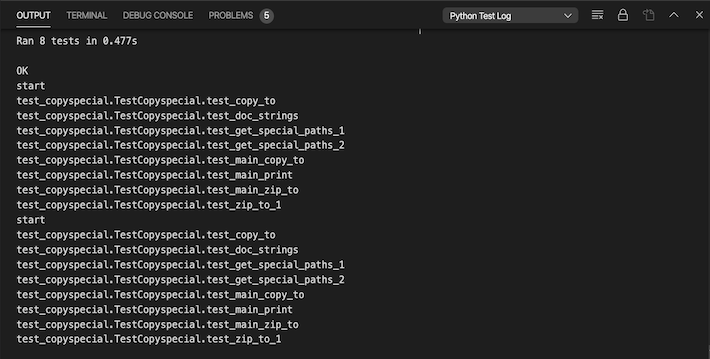 OUTPUT TERMINAL DEBUG CONSOLE PROBLEMS 5 Python Test Log
Ran 8 tests in 0.477s
OK
start
test_copyspecial.TestCopyspecial.test_copy_to
test_copyspecial.TestCopyspecial.test_doc_strings
test_copyspecial.TestCopyspecial.test_get_special_paths_1
test_copyspecial.TestCopyspecial.test_get_special_paths_2
test_copyspecial.TestCopyspecial.test_main_copy_to
test_copyspecial.TestCopyspecial.test_main_print
test_copyspecial.TestCopyspecial.test_main_zip_to
test_copyspecial.TestCopyspecial.test_zip_to_1
start
test_copyspecial.TestCopyspecial.test_copy_to
test_copyspecial.TestCopyspecial.test_doc_strings
test_copyspecial.TestCopyspecial.test_get_special_paths_1
test_copyspecial.TestCopyspecial.test_get_special_paths_2
test_copyspecial.TestCopyspecial.test_main_copy_to
test_copyspecial.TestCopyspecial.test_main_print
test_copyspecial.TestCopyspecial.test_main_zip_to
test_copyspecial.TestCopyspecial.test_zip_to_1